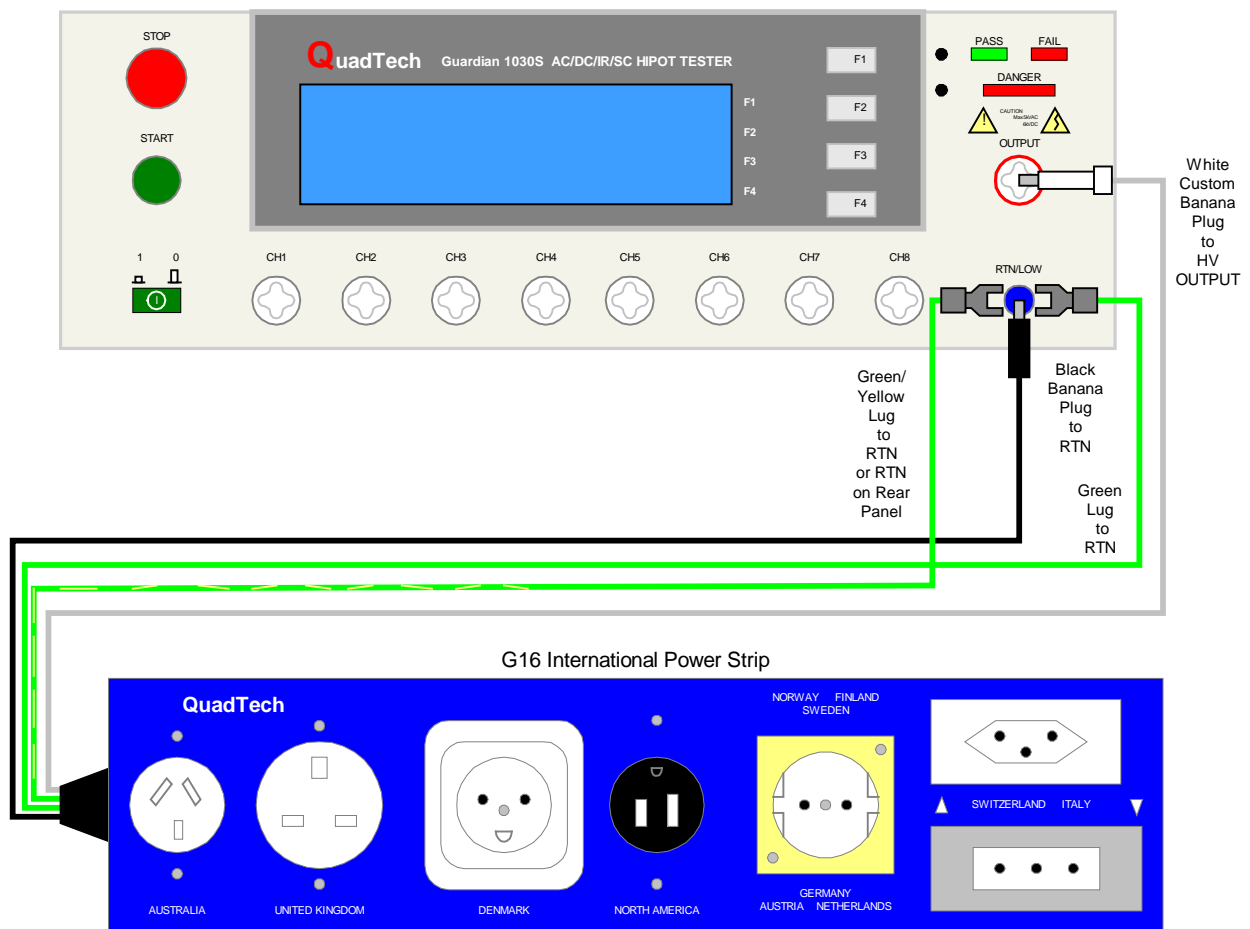 STOP
QuadTech Guardian 1030S AC/DC/IR/SC HIPOT TESTER
F1
PASS
FAIL
DANGER
F1
F2
F3
F4
F2
F3
F4
CAUTION
Max5kVAC
6kVDC
OUTPUT
START
1 0
CH1
CH2
CH3
CH4
CH5
CH6
CH7
CH8
RTN/LOW
White
Custom
Banana
Plug
to
HV
OUTPUT
Green/
Yellow
Lug
to
RTN
or RTN
on Rear
Panel
Black
Banana
Plug
to
RTN
Green
Lug
to
RTN
G16 International Power Strip
QuadTech
NORWAY FINLAND
SWEDEN
SWITZERLAND ITALY
AUSTRALIA
UNITED KINGDOM
DENMARK
NORTH AMERICA
GERMANY
AUSTRIA NETHERLANDS